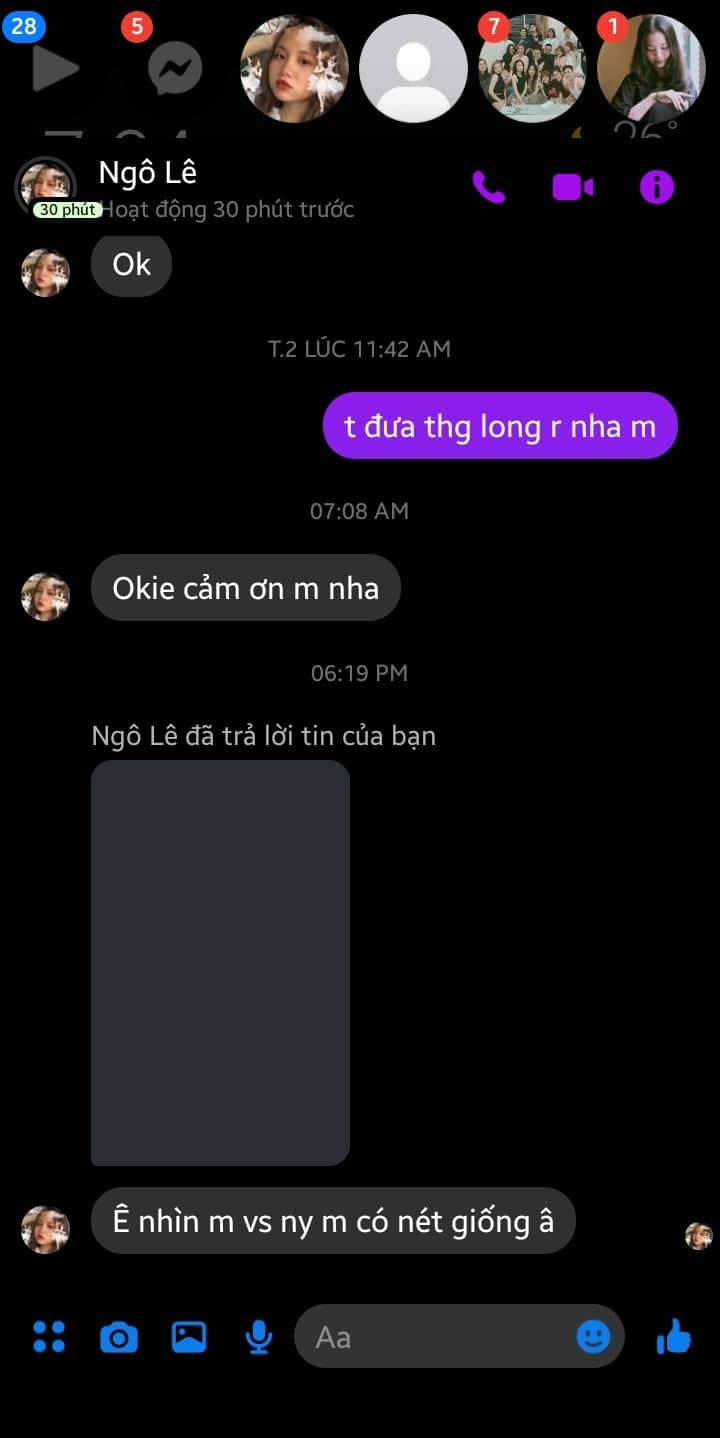 28
5
7
1
26°
Ngô Lê
30 phút
Hoạt động 30 phút trước
Ok
T.2 LÚC 11:42 AM
t đưa thg long r nha m
07:08 AM
Okie cảm ơn m nha
06:19 PM
Ngô Lê đã trả lời tin của bạn
Ê nhìn m vs ny m có nét giống â
Aa